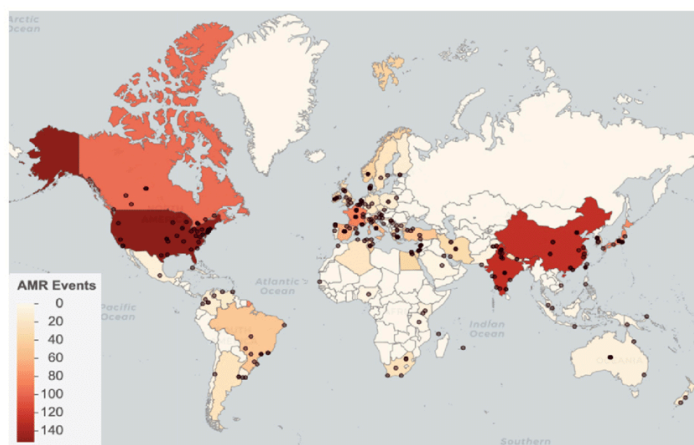 Arctic
Ocean
AMR Events
0
20
40
60
80
100
120
140
Pacific
Ocean
Atlantic
Ocean
Indian
Ocean
Southern